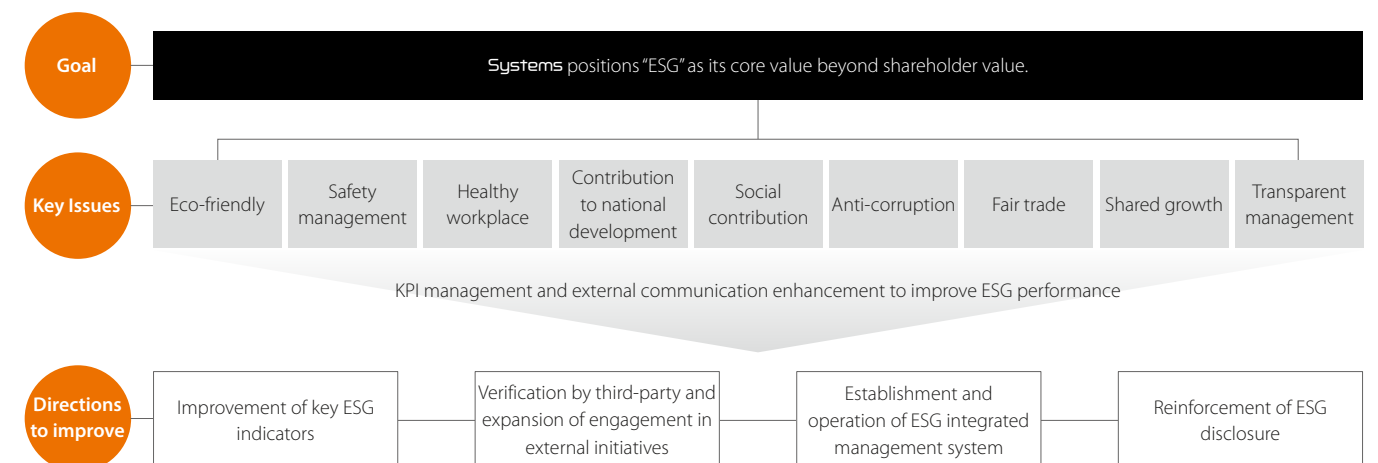 Goal
Systems positions “ESG” as its core value beyond shareholder value.
Key Issues
Eco-friendly
Safety
management
Healthy
workplace
Contribution
to national
development
Social
contribution
Anti-corruption
Fair trade
Shared growth
Transparent
management
KPI management and external communication enhancement to improve ESG performance
Directions
to improve
Improvement of key ESG
indicators
Verification by third-party and
expansion of engagement in
external initiatives
Establishment and
operation of ESG integrated
management system
Reinforcement of ESG
disclosure